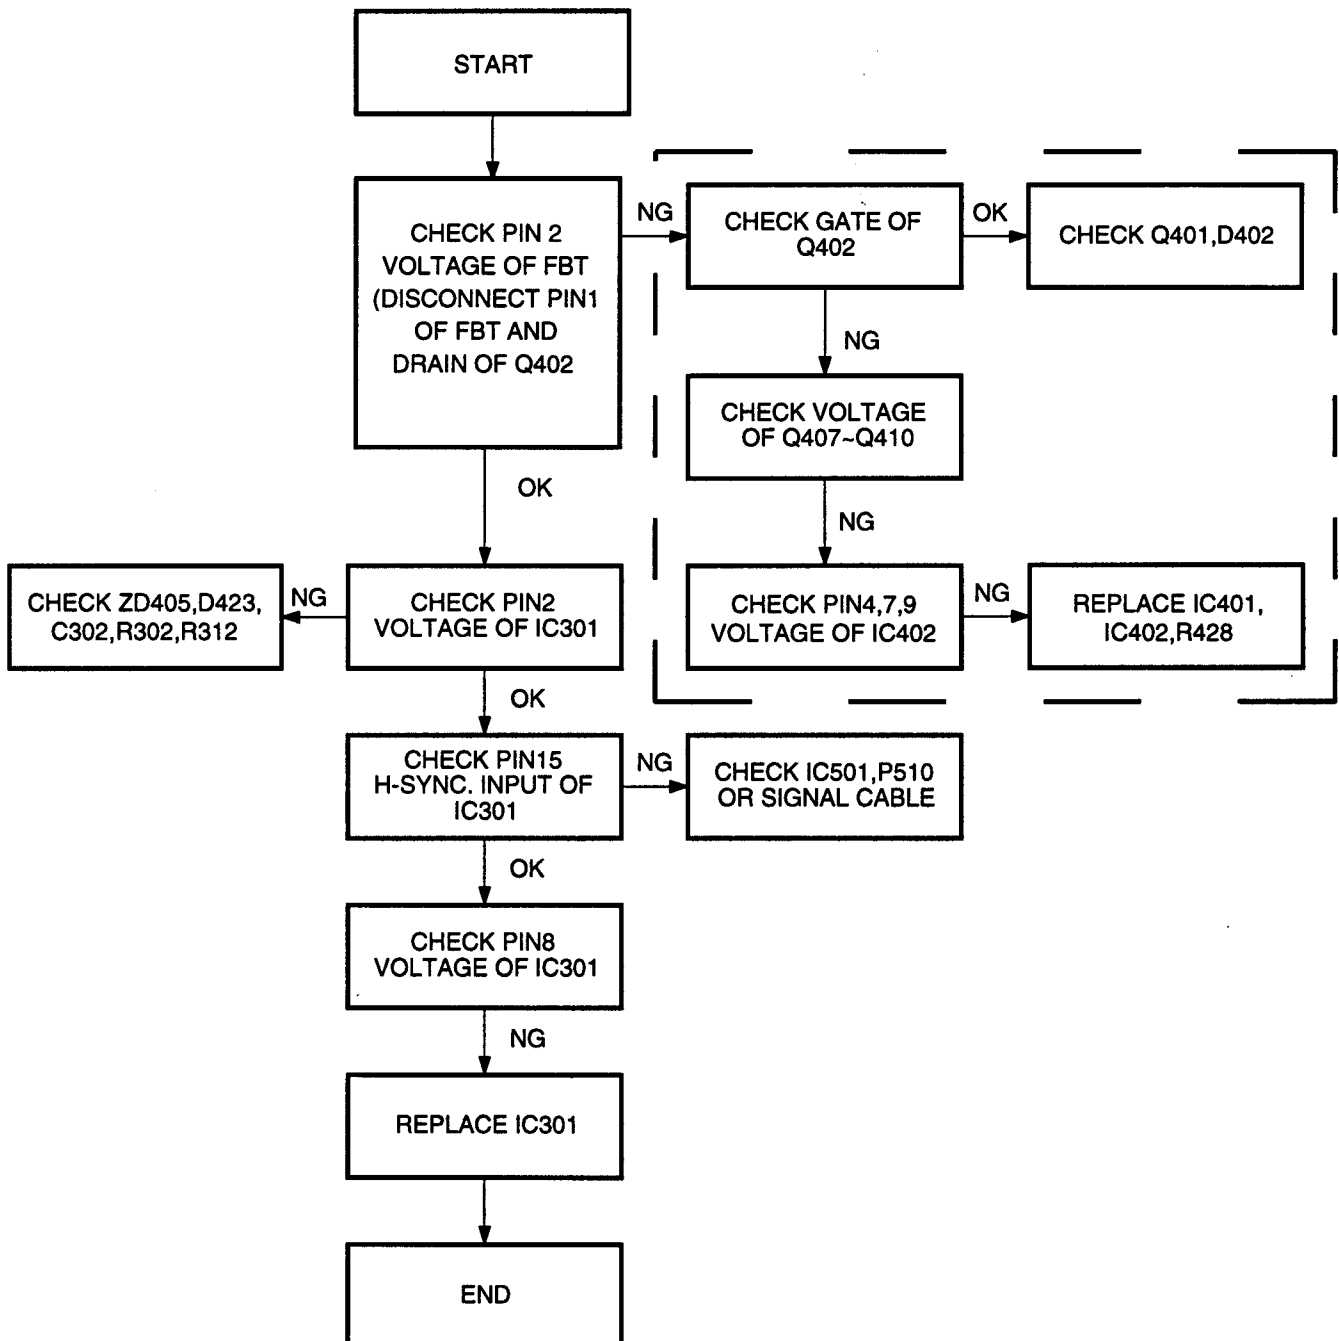 START
CHECK PIN 2
VOLTAGE OF FBT
(DISCONNECT PIN1
OF FBT AND
DRAIN OF Q402
NG
CHECK GATE OF
Q402
OK
CHECK Q401,D402
NG
CHECK VOLTAGE
OF Q407~Q410
OK
NG
CHECK ZD405,D423,
C302,R302,R312
NG
CHECK PIN2
VOLTAGE OF IC301
CHECK PIN4,7,9
VOLTAGE OF IC402
NG
REPLACE IC401,
IC402,R428
OK
CHECK PIN15
H-SYNC. INPUT OF
IC301
NG
CHECK IC501,P510
OR SIGNAL CABLE
OK
CHECK PIN8
VOLTAGE OF IC301
NG
REPLACE IC301
END